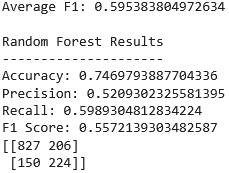 Average F1: 0.595383804972634
Random Forest Results
---------------------
Accuracy: 0.7469793887704336
Precision: 0.5209302325581395
Recall: 0.5989304812834224
F1 Score: 0.5572139303482587
[[827 206]
[150 224]]